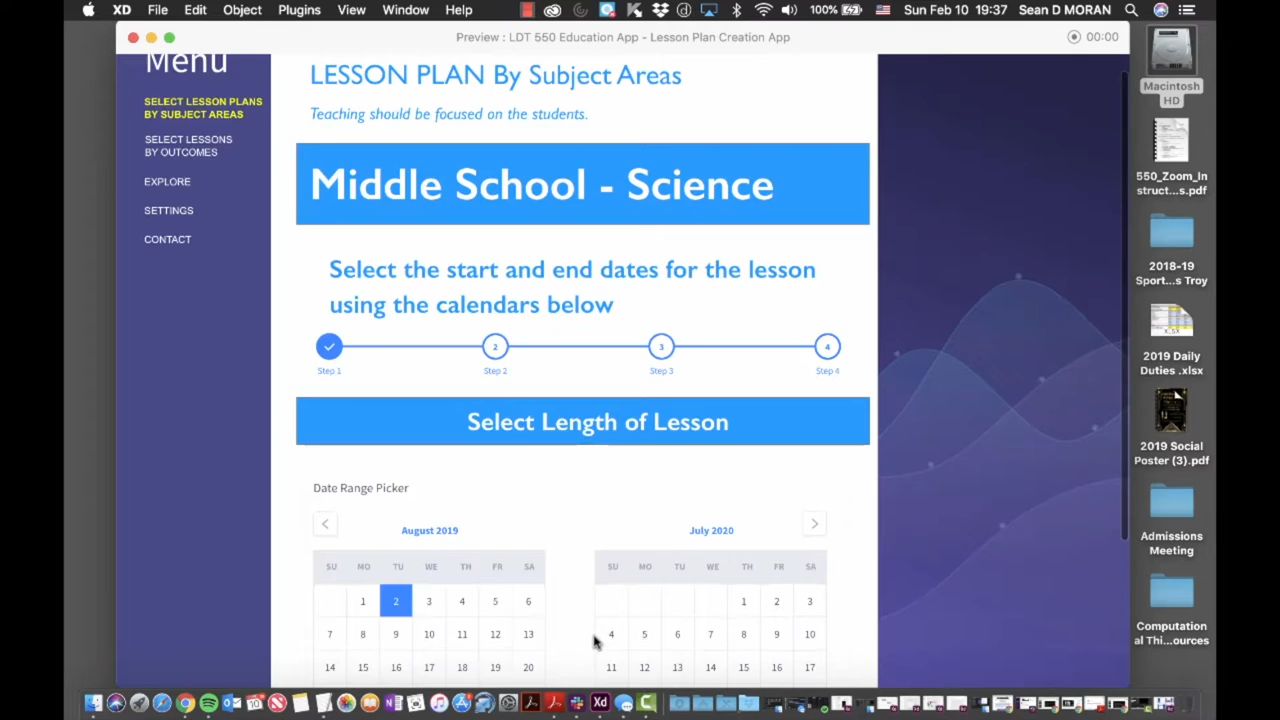 XD File Edit Object Plugins View Window Help 100% Sun Feb 10 19:37 Sean D MORAN
Preview : LDT 550 Education App - Lesson Plan Creation App 00:00
Menu
SELECT LESSON PLANS
BY SUBJECT AREAS
SELECT LESSONS
BY OUTCOMES
EXPLORE
SETTINGS
CONTACT
LESSON PLAN By Subject Areas
Teaching should be focused on the students.
Middle School - Science
Select the start and end dates for the lesson
using the calendars below
2 3 4
Step 1 Step 2 Step 3 Step 4
Select Length of Lesson
Date Range Picker
August 2019
SU MO TU WE TH FR SA
1 2 3 4 5 6
7 8 9 10 11 12 13
14 15 16 17 18 19 20
July 2020
SU MO TU WE TH FR SA
1 2 3
4 5 6 7 8 9 10
11 12 13 14 15 16 17
Macintosh
HD
550_Zoom_In
struct...s.pdf
2018-19
Sport...s Troy
XLSX
2019 Daily
Duties .xlsx
2019 Social
Poster (3).pdf
Admissions
Meeting
Computation
al Thi...ources
Xd